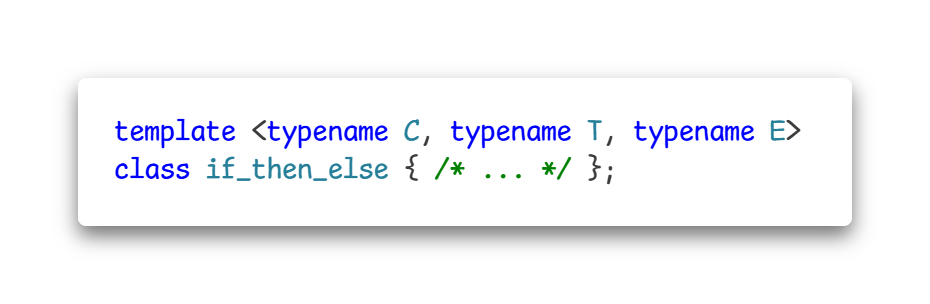 template <typename C, typename T, typename E>
class if_then_else { /* ... */ };